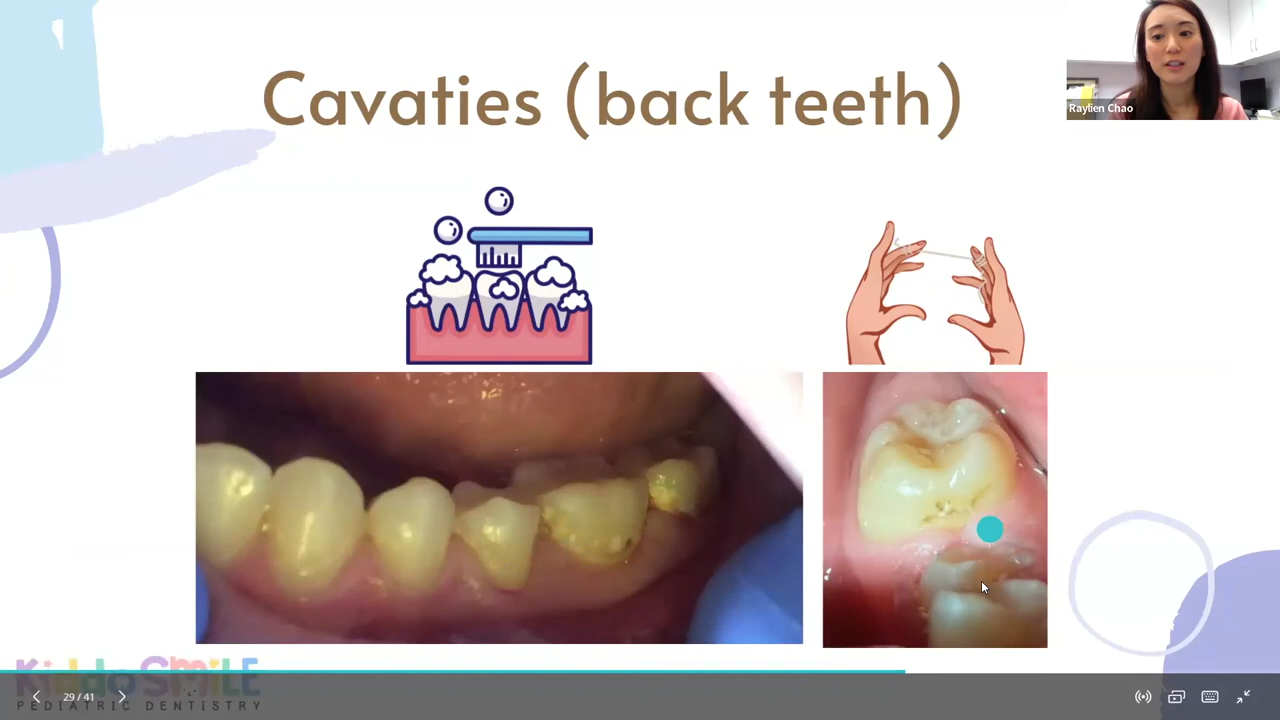 Cavaties (back teeth)
Raylien Chao
KiddoSMiLE
PEDIATRIC DENTISTRY
29 / 41